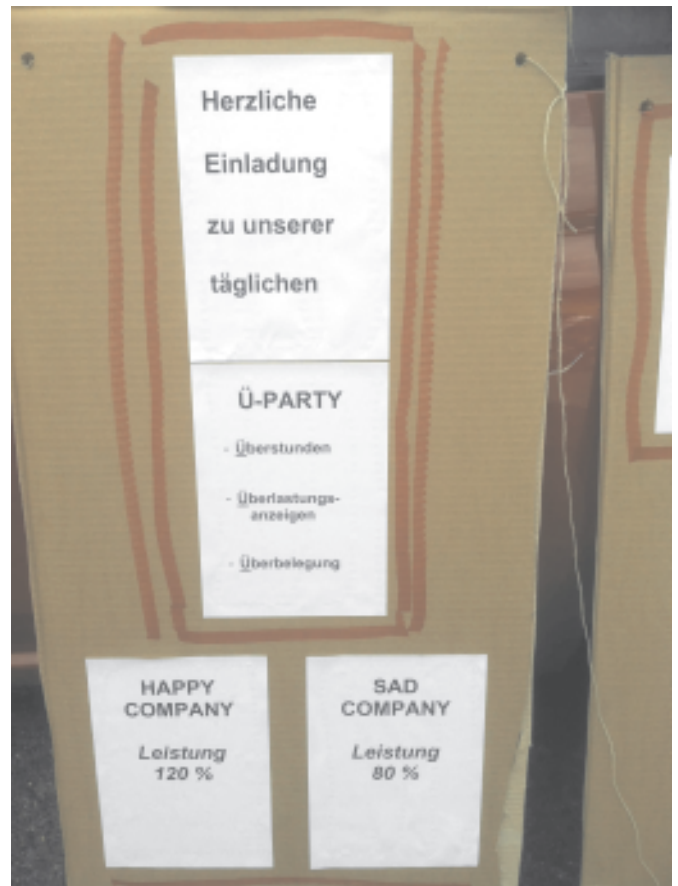 Herzliche
Einladung
zu unserer
täglichen
Ü-PARTY
- Überstunden
- Überlastungs-
anzeigen
- Überbelegung
HAPPY
COMPANY
Leistung
120 %
SAD
COMPANY
Leistung
80 %